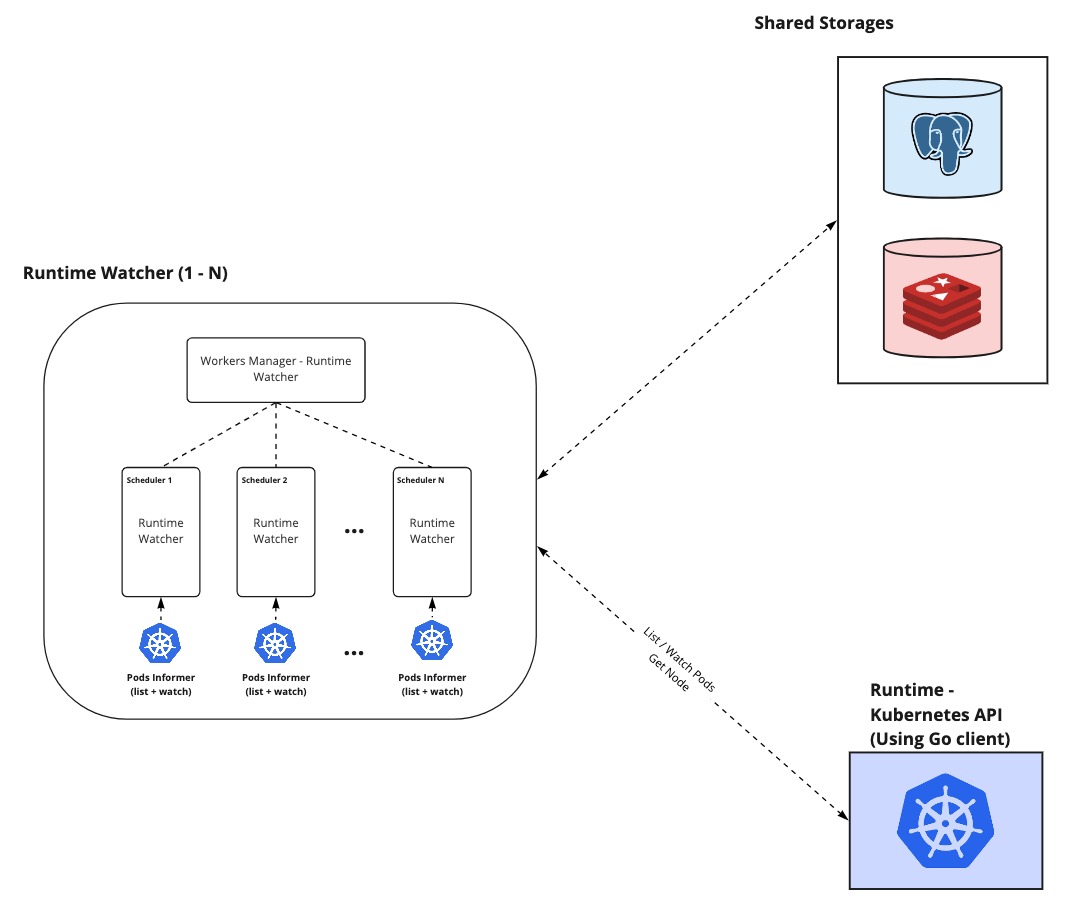 Shared Storages
Runtime Watcher (1 - N)
Workers Manager - Runtime
Watcher
Scheduler 1
Runtime
Watcher
Scheduler 2
Runtime
Watcher
...
Scheduler N
Runtime
Watcher
Pods Informer
(list + watch)
Pods Informer
(list + watch)
...
Pods Informer
(list + watch)
List / Watch Pods
Get Node
Runtime -
Kubernetes API
(Using Go client)